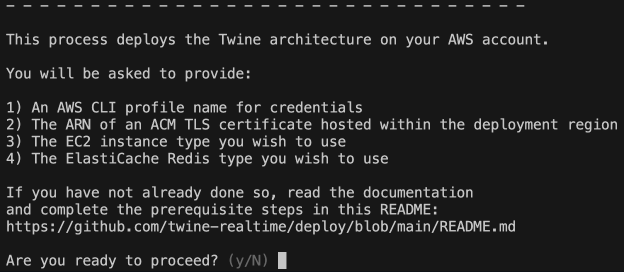 - - - - - - - - - - - - - - - - - - - - - - - - - - - -
This process deploys the Twine architecture on your AWS account.
You will be asked to provide:
1) An AWS CLI profile name for credentials
2) The ARN of an ACM TLS certificate hosted within the deployment region
3) The EC2 instance type you wish to use
4) The ElastiCache Redis type you wish to use
If you have not already done so, read the documentation
and complete the prerequisite steps in this README:
https://github.com/twine-realtime/deploy/blob/main/README.md
Are you ready to proceed? (y/N)